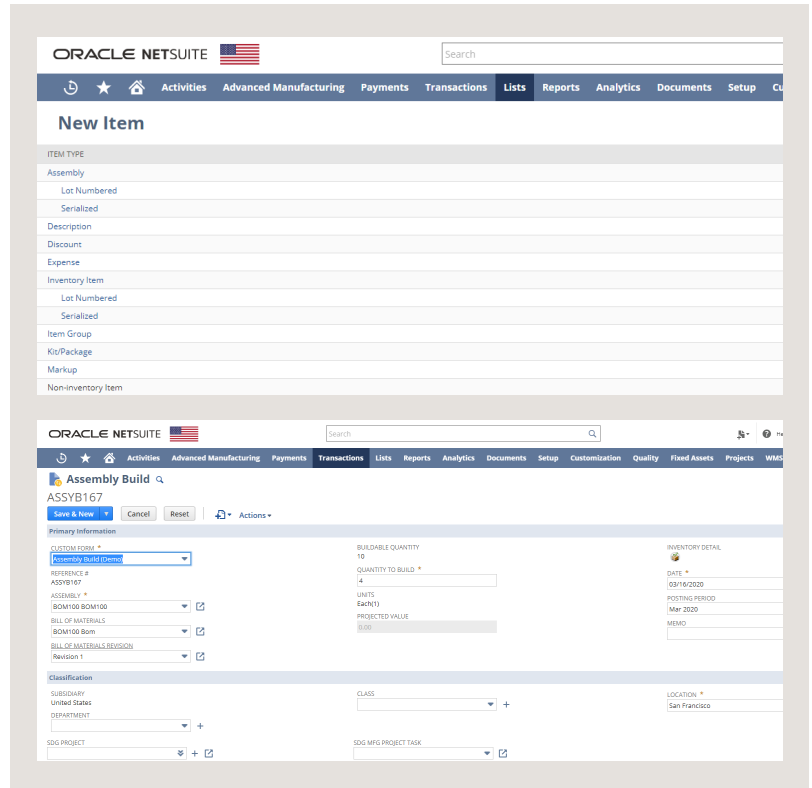 ORACLE NETSUITE
Search
Activities Advanced Manufacturing Payments Transactions Lists Reports Analytics Documents Setup
New Item
ITEM TYPE
Assembly
Lot Numbered
Serialized
Description
Discount
Expense
Inventory Item
Lot Numbered
Serialized
Item Group
Kit/Package
Markup
Non-inventory Item
ORACLE NETSUITE
Search
Activities Advanced Manufacturing Payments Transactions Lists Reports Analytics Documents Setup Customization Quality Fixed Assets Projects WMS
Assembly Build
ASSYB167
Save & New Cancel Reset Actions
Primary Information
CUSTOM FORM *
Assembly Build (Demo)
REFERENCE #
ASSYB167
ASSEMBLY *
BOM100 BOM100
BILL OF MATERIALS
BOM100 Bom
BILL OF MATERIALS REVISION
Revision 1
BUILDABLE QUANTITY
10
QUANTITY TO BUILD *
4
UNITS
Each(1)
PROJECTED VALUE
0.00
INVENTORY DETAIL
DATE *
03/16/2020
POSTING PERIOD
Mar 2020
MEMO
Classification
SUBSIDIARY
United States
DEPARTMENT
CLASS
LOCATION *
San Francisco
SDG PROJECT
SDG MFG PROJECT TASK